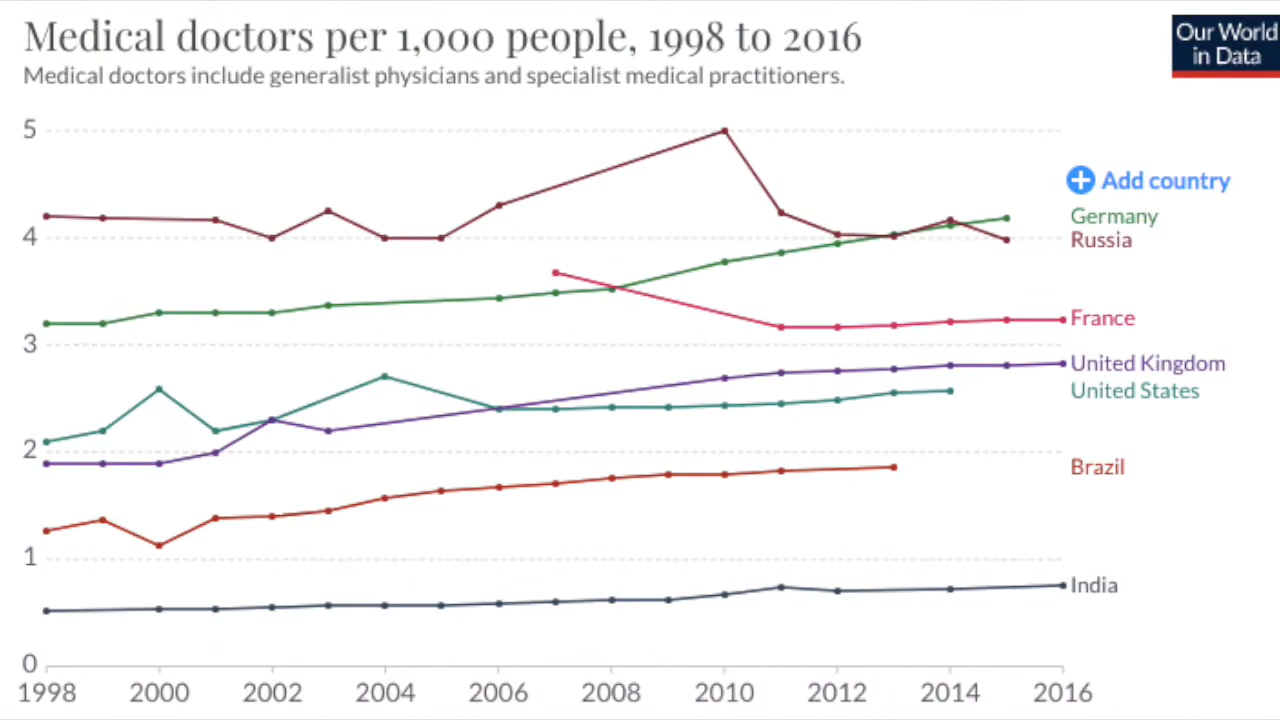 Medical doctors per 1,000 people, 1998 to 2016
Medical doctors include generalist physicians and specialist medical practitioners.
Our World
in Data
5
4
3
2
1
0
Add country
Germany
Russia
France
United Kingdom
United States
Brazil
India
1998 2000 2002 2004 2006 2008 2010 2012 2014 2016